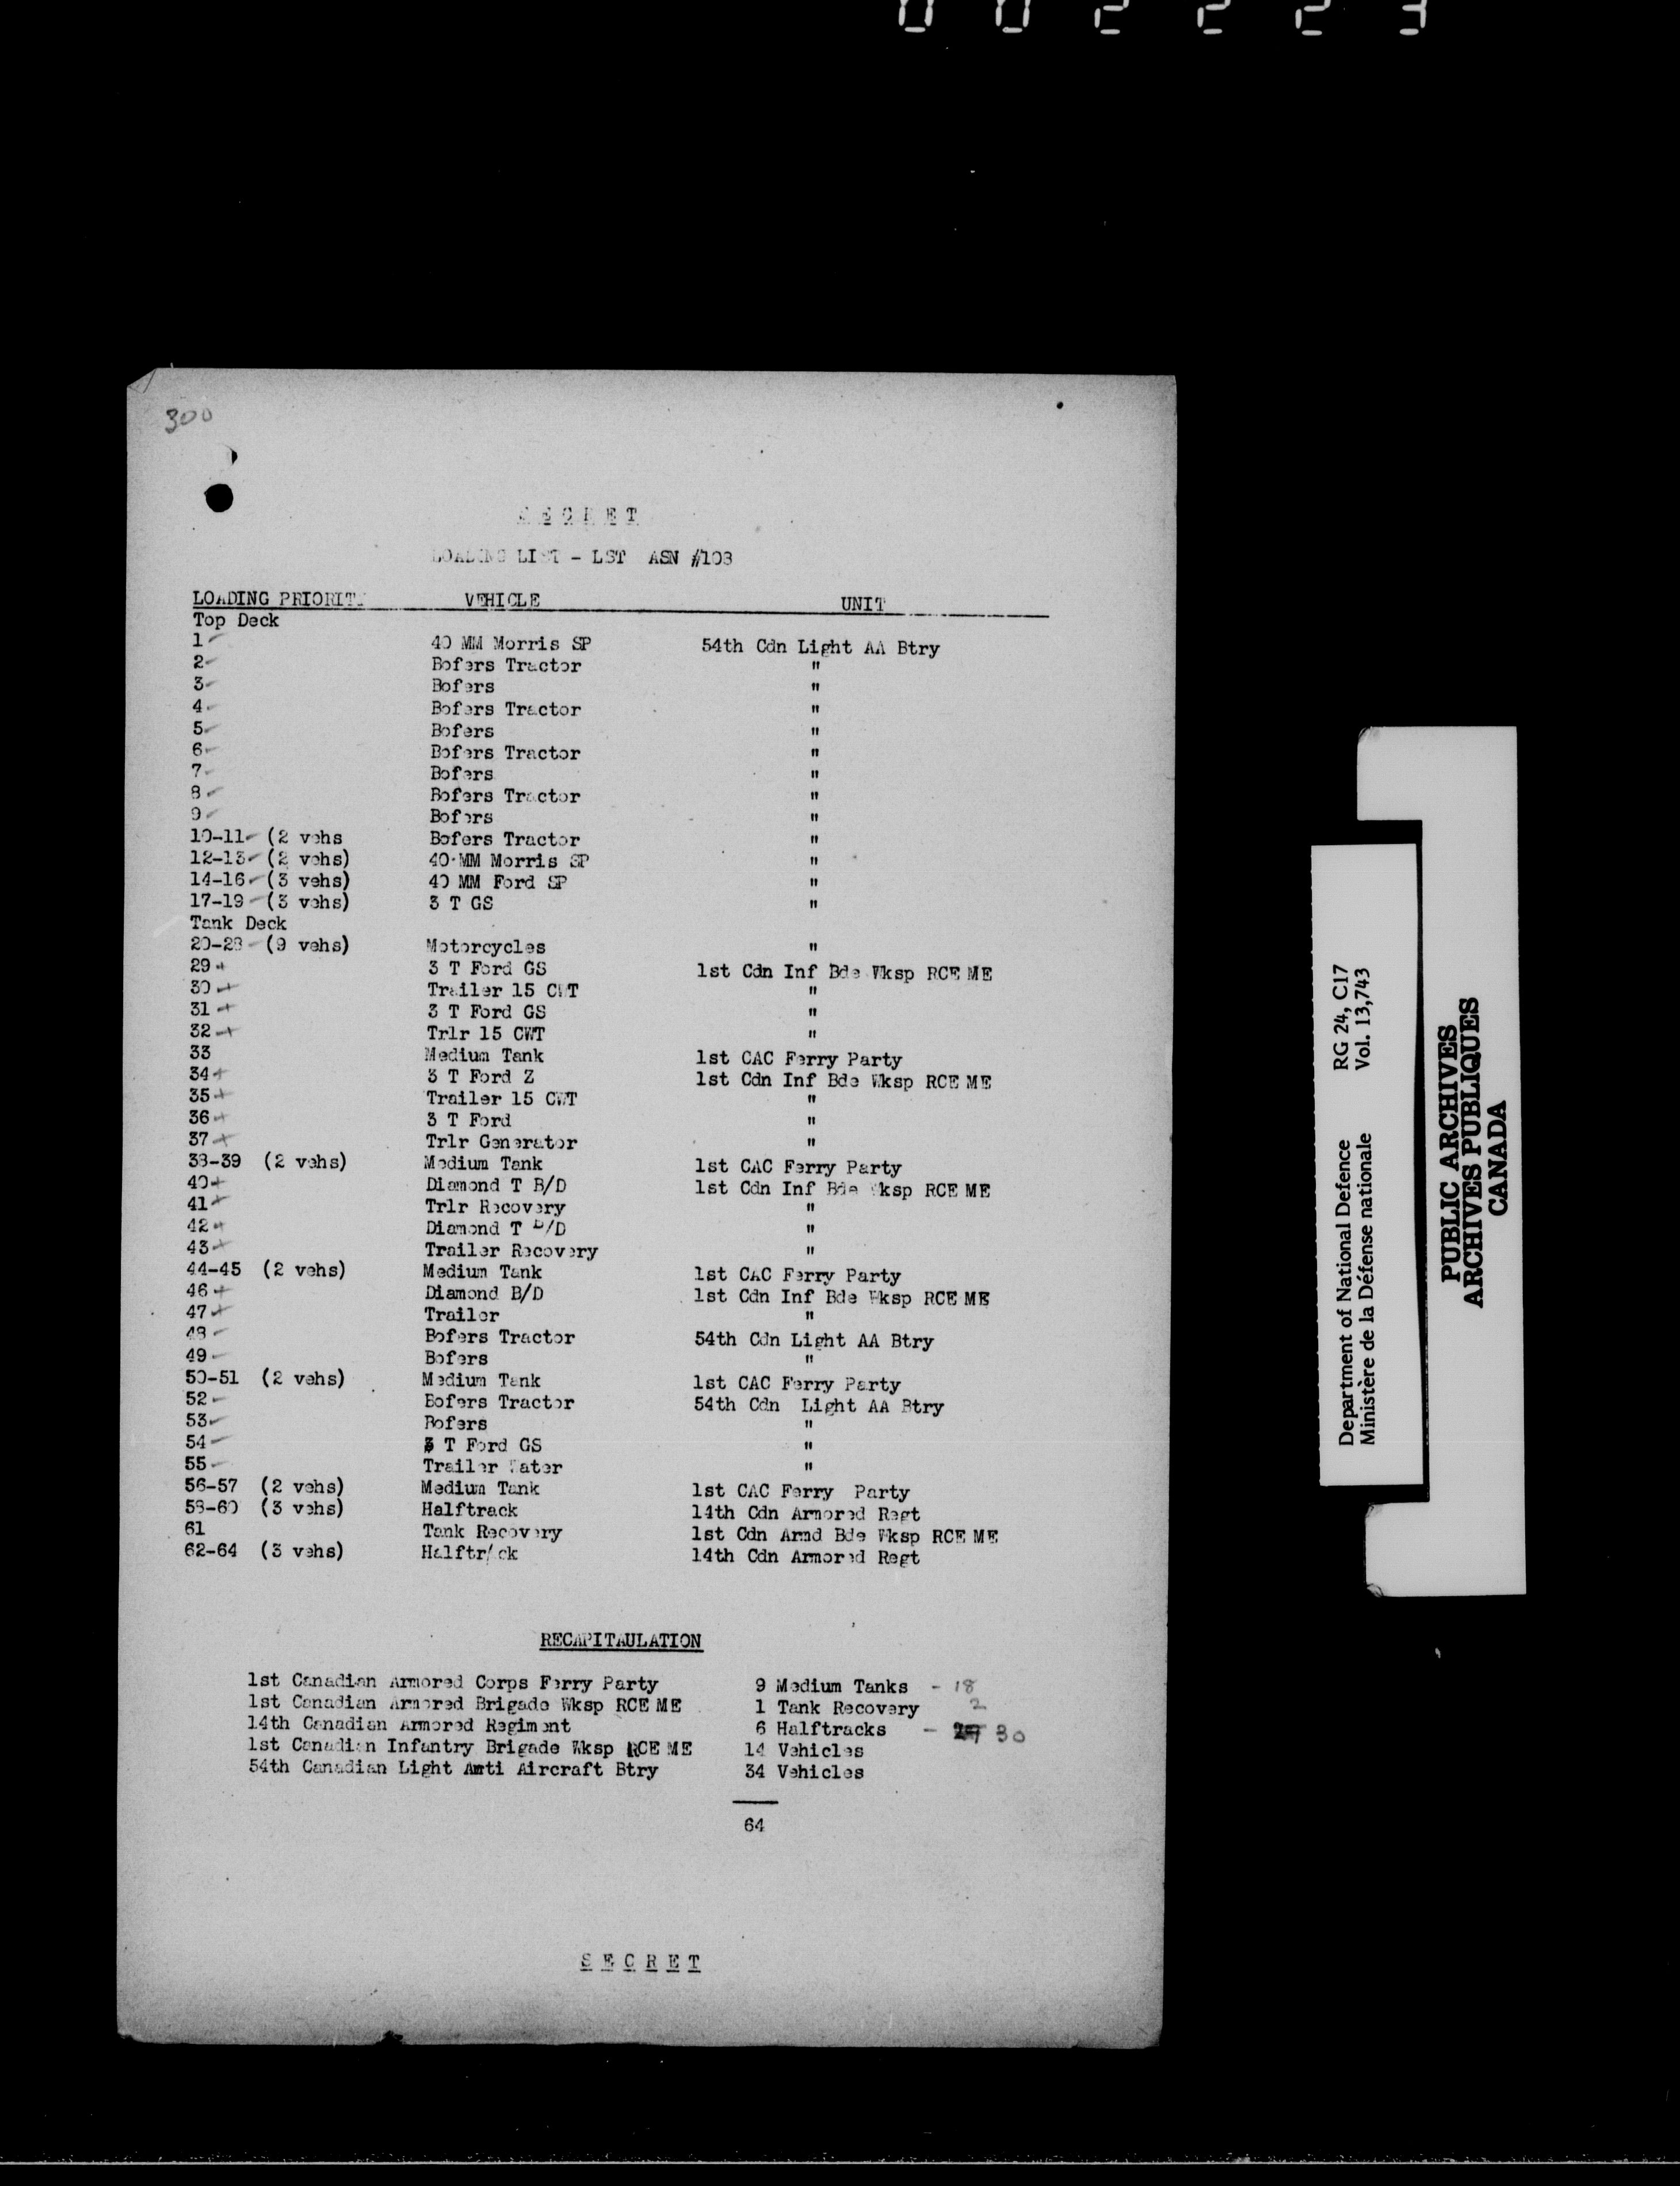 002223
300
SECRET
LOADING LIST - LST ASN #103
LOADING PRIORITY VEHICLE UNIT
Top Deck
1 40 MM Morris SP 54th Cdn Light AA Btry
2 Bofers Tractor "
3 Bofers "
4 Bofers Tractor "
5 Bofers "
6 Bofers Tractor "
7 Bofers "
8 Bofers Tractor "
9 Bofers "
10-11 (2 vehs Bofers Tractor "
12-13 (2 vehs) 40 MM Morris SP "
14-16 (3 vehs) 40 MM Ford SP "
17-19 (3 vehs) 3 T GS "
Tank Deck
20-28 (9 vehs) Motorcycles "
29 3 T Ford GS 1st Cdn Inf Bde Wksp RCEME
30 Trailer 15 CWT "
31 3 T Ford GS "
32 Trlr 15 CWT "
33 Medium Tank 1st CAC Ferry Party
34 3 T Ford Z 1st Cdn Inf Bde Wksp RCEME
35 Trailer 15 CWT "
36 3 T Ford "
37 Trlr Generator "
38-39 (2 vehs) Medium Tank 1st CAC Ferry Party
40 Diamond T B/D 1st Cdn Inf Bde Wksp RCEME
41 Trlr Recovery "
42 Diamond T B/D "
43 Trailer Recovery "
44-45 (2 vehs) Medium Tank 1st CAC Ferry Party
46 Diamond B/D 1st Cdn Inf Bde Wksp RCEME
47 Trailer "
48 Bofers Tractor 54th Cdn Light AA Btry
49 Bofers "
50-51 (2 vehs) Medium Tank 1st CAC Ferry Party
52 Bofers Tractor 54th Cdn Light AA Btry
53 Bofers "
54 3 T Ford GS "
55 Trailer Water "
56-57 (2 vehs) Medium Tank 1st CAC Ferry Party
58-60 (3 vehs) Halftrack 14th Cdn Armored Regt
61 Tank Recovery 1st Cdn Armd Bde Wksp RCEME
62-64 (3 vehs) Halftrack 14th Cdn Armored Regt
RECAPITAULATION
1st Canadian Armored Corps Ferry Party 9 Medium Tanks - 18
1st Canadian Armored Brigade Wksp RCEME 1 Tank Recovery 2
14th Canadian Armored Regiment 6 Halftracks - 30
1st Canadian Infantry Brigade Wksp RCEME 14 Vehicles
54th Canadian Light Anti Aircraft Btry 34 Vehicles
64
SECRET
Department of National Defence RG 24, C17
Ministère de la Défense nationale Vol. 13,743
PUBLIC ARCHIVES
ARCHIVES PUBLIQUES
CANADA